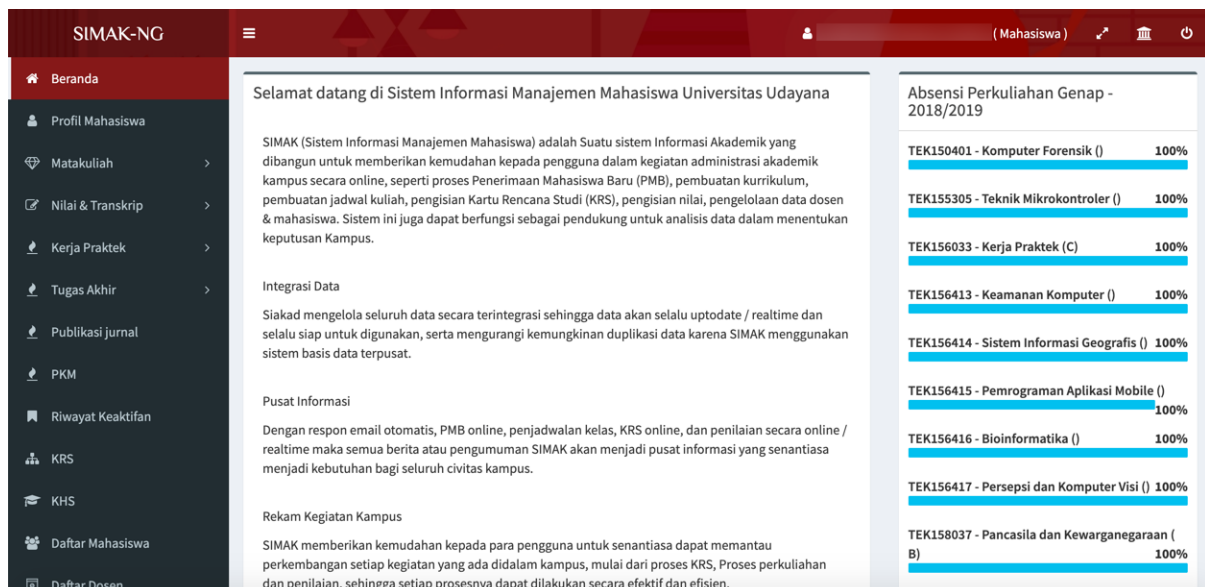 SIMAK-NG
( Mahasiswa )
Beranda
Profil Mahasiswa
Matakuliah
Nilai & Transkrip
Kerja Praktek
Tugas Akhir
Publikasi jurnal
PKM
Riwayat Keaktifan
KRS
KHS
Daftar Mahasiswa
Daftar Dosen
Selamat datang di Sistem Informasi Manajemen Mahasiswa Universitas Udayana
SIMAK (Sistem Informasi Manajemen Mahasiswa) adalah Suatu sistem Informasi Akademik yang
dibangun untuk memberikan kemudahan kepada pengguna dalam kegiatan administrasi akademik
kampus secara online, seperti proses Penerimaan Mahasiswa Baru (PMB), pembuatan kurrikulum,
pembuatan jadwal kuliah, pengisian Kartu Rencana Studi (KRS), pengisian nilai, pengelolaan data dosen
& mahasiswa. Sistem ini juga dapat berfungsi sebagai pendukung untuk analisis data dalam menentukan
keputusan Kampus.
Integrasi Data
Siakad mengelola seluruh data secara terintegrasi sehingga data akan selalu uptodate / realtime dan
selalu siap untuk digunakan, serta mengurangi kemungkinan duplikasi data karena SIMAK menggunakan
sistem basis data terpusat.
Pusat Informasi
Dengan respon email otomatis, PMB online, penjadwalan kelas, KRS online, dan penilaian secara online /
realtime maka semua berita atau pengumuman SIMAK akan menjadi pusat informasi yang senantiasa
menjadi kebutuhan bagi seluruh civitas kampus.
Rekam Kegiatan Kampus
SIMAK memberikan kemudahan kepada para pengguna untuk senantiasa dapat memantau
perkembangan setiap kegiatan yang ada didalam kampus, mulai dari proses KRS, Proses perkuliahan
dan penilaian, sehingga setiap prosesnya dapat dilakukan secara efektif dan efisien.
Absensi Perkuliahan Genap -
2018/2019
TEK150401 - Komputer Forensik () 100%
TEK155305 - Teknik Mikrokontroler () 100%
TEK156033 - Kerja Praktek (C) 100%
TEK156413 - Keamanan Komputer () 100%
TEK156414 - Sistem Informasi Geografis () 100%
TEK156415 - Pemrograman Aplikasi Mobile ()
100%
TEK156416 - Bioinformatika () 100%
TEK156417 - Persepsi dan Komputer Visi () 100%
TEK158037 - Pancasila dan Kewarganegaraan (
B) 100%